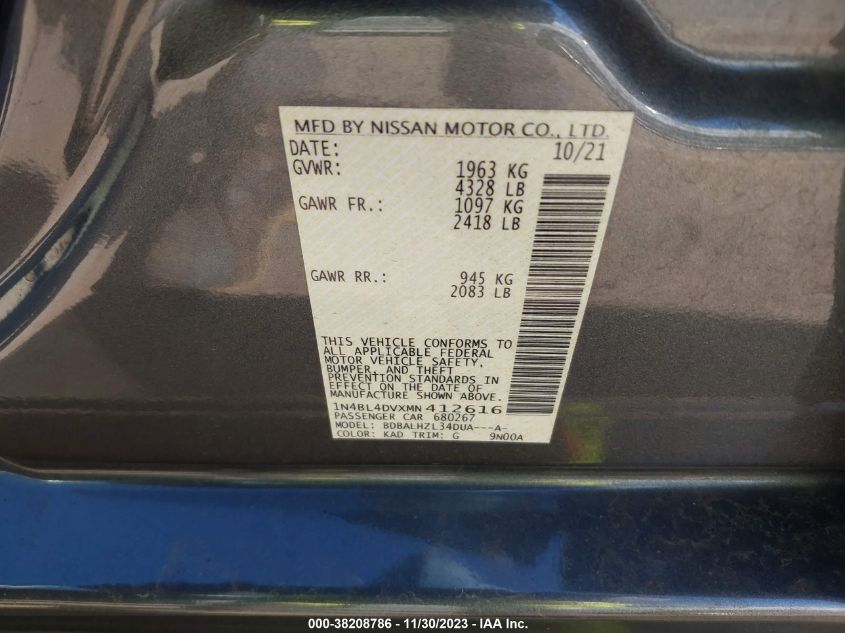 MFD BY NISSAN MOTOR CO., LTD.
DATE: 10/21
GVWR: 1963 KG
4328 LB
GAWR FR.: 1097 KG
2418 LB
GAWR RR.: 945 KG
2083 LB
THIS VEHICLE CONFORMS TO
ALL APPLICABLE FEDERAL
MOTOR VEHICLE SAFETY,
BUMPER, AND THEFT
PREVENTION STANDARDS
IN EFFECT ON THE DATE OF
MANUFACTURE SHOWN ABOVE.
1N4BL4DVXMN412616
PASSENGER CAR 680267
MODEL: BDBALHZL34DUA---A-
COLOR: KAD TRIM: G 9N00A
000-38208786 - 11/30/2023 - IAA Inc.